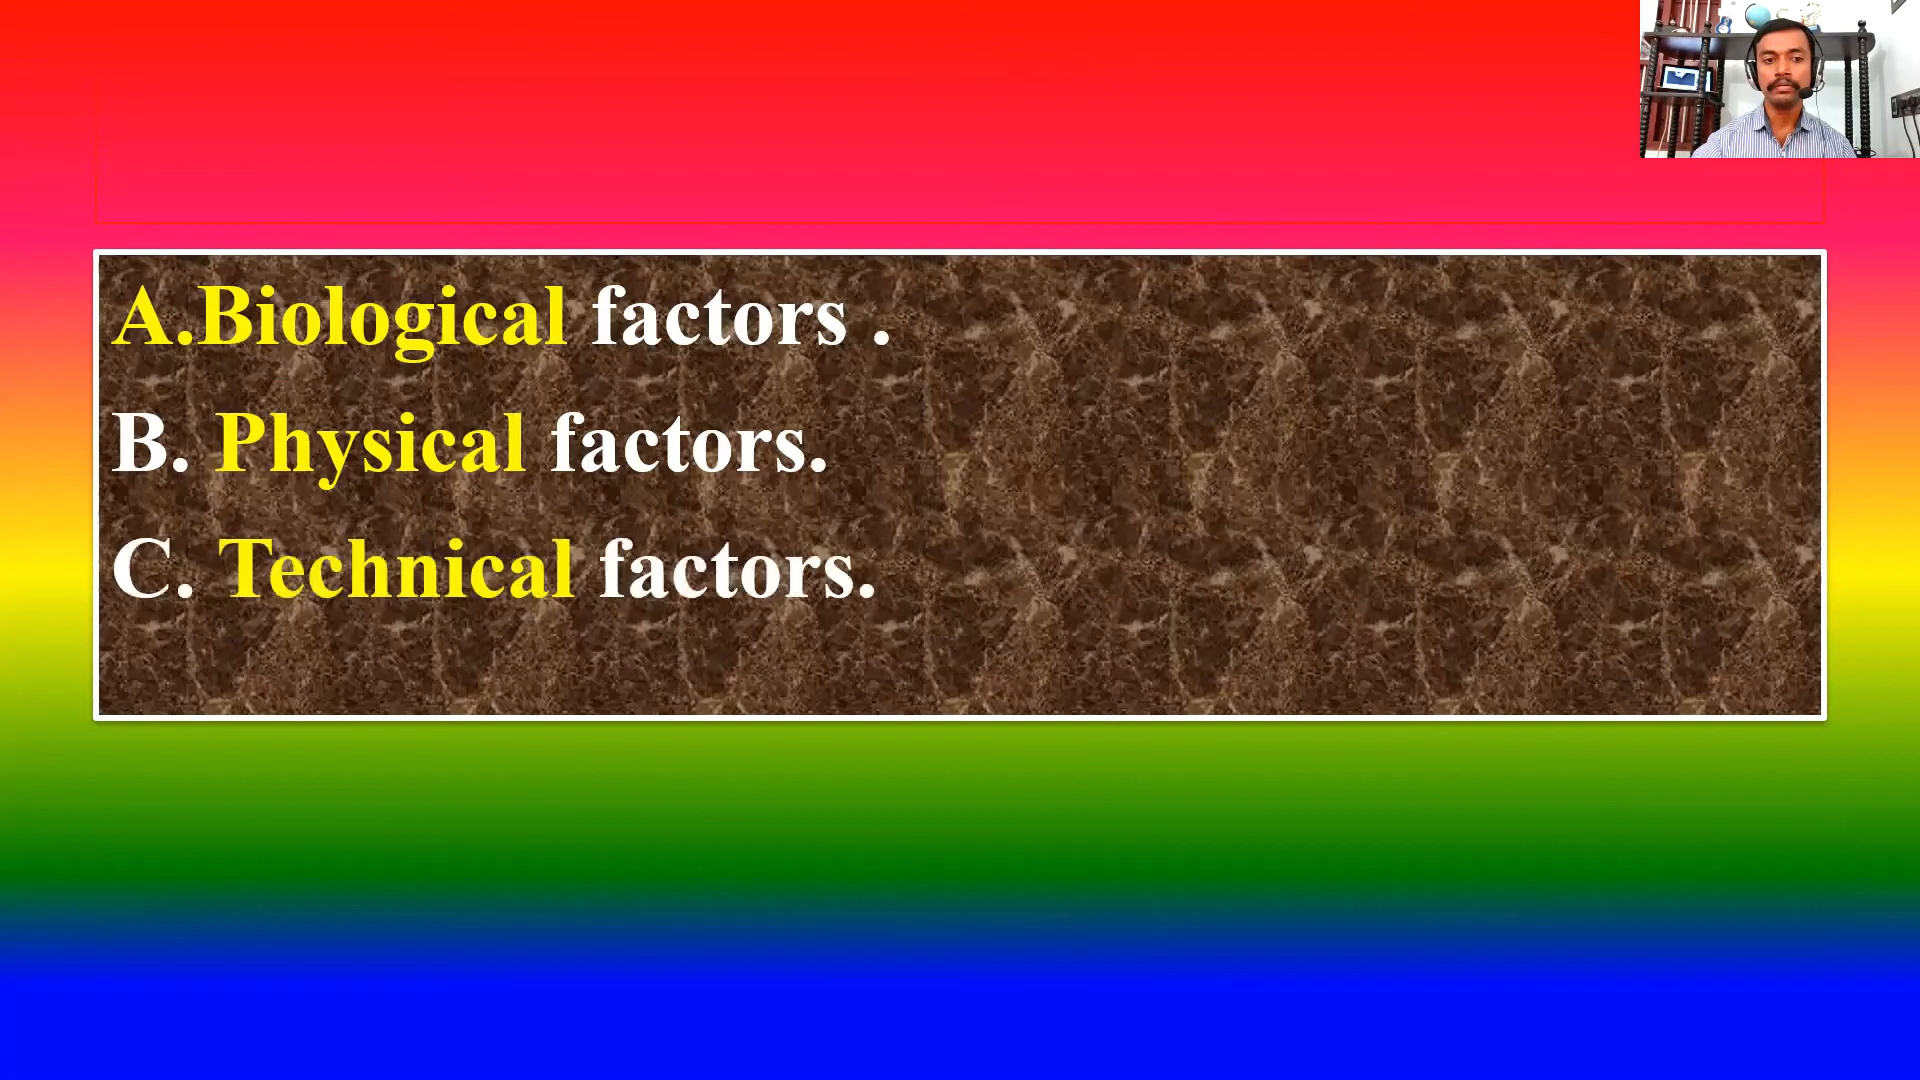 A.Biological factors .
B. Physical factors.
C. Technical factors.